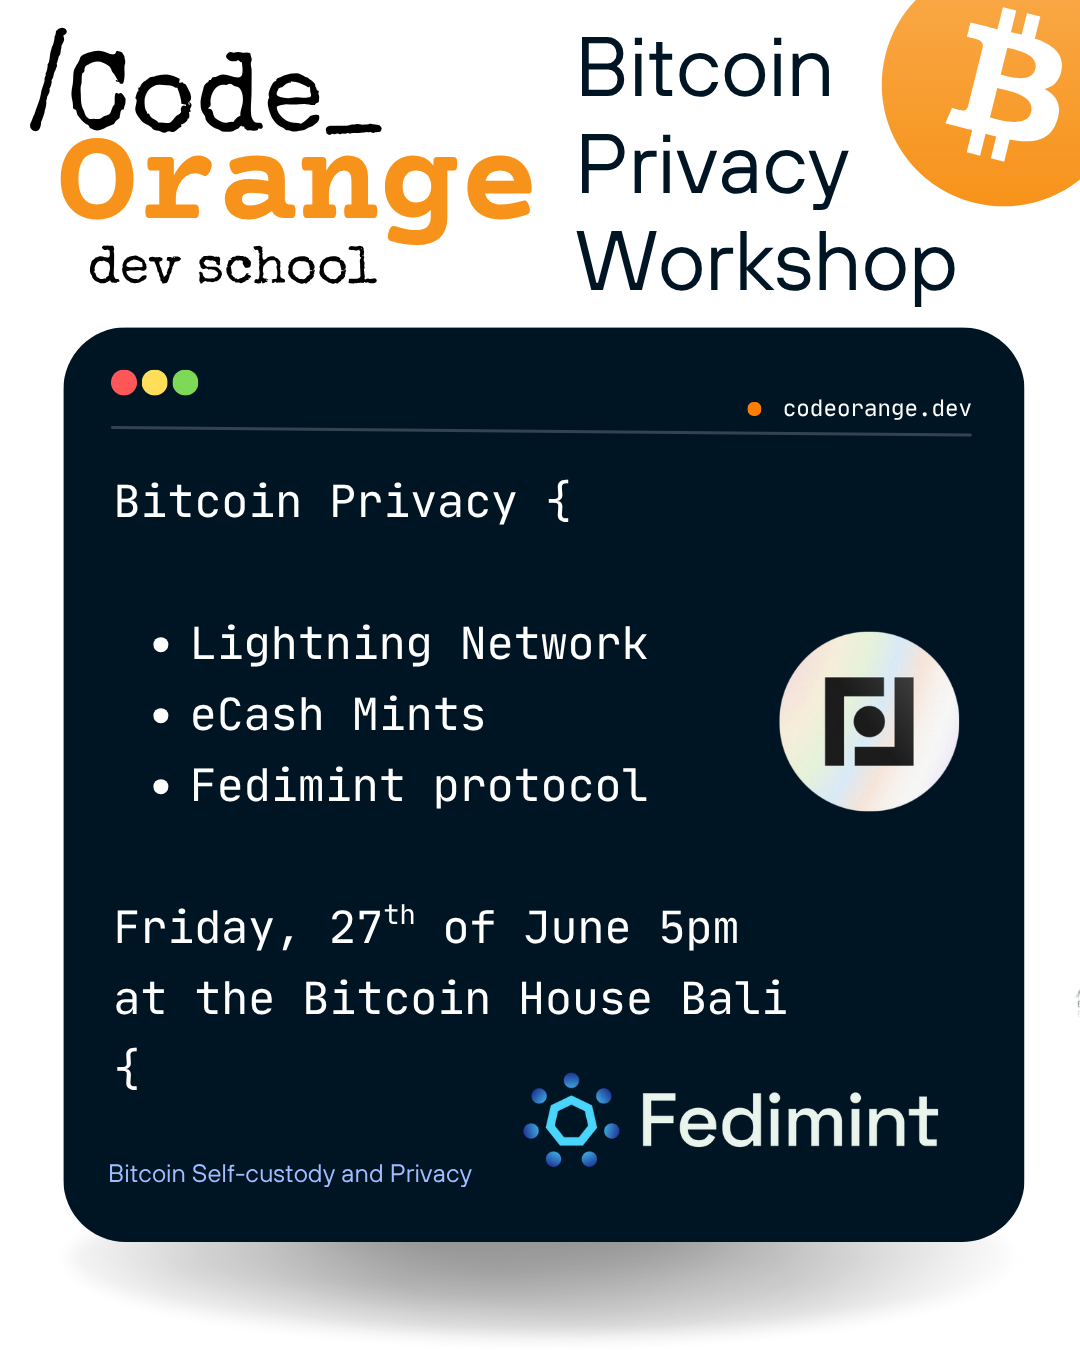 /Code_
Orange
dev school
Bitcoin
Privacy
Workshop
codeorange.dev
Bitcoin Privacy {
• Lightning Network
• eCash Mints
• Fedimint protocol
Friday, 27th of June 5pm
at the Bitcoin House Bali
{
Fedimint
Bitcoin Self-custody and Privacy